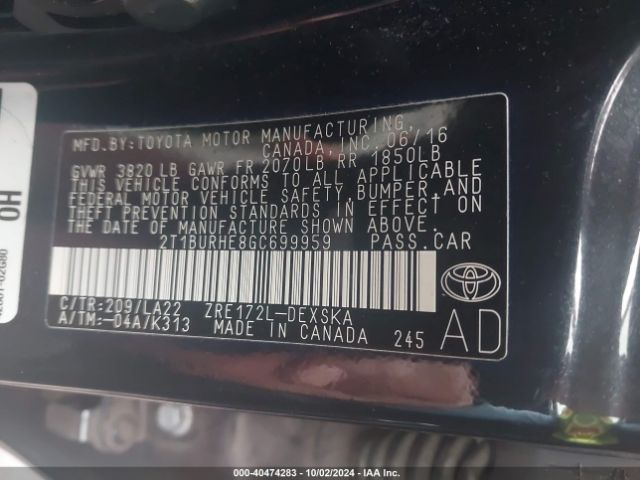 MFD.BY:TOYOTA MOTOR MANUFACTURING,
CANADA, INC. 06/16
GVWR 3820 LB GAWR FR 2070LB RR 1850LB
THIS VEHICLE CONFORMS TO ALL APPLICABLE
FEDERAL MOTOR VEHICLE SAFETY, BUMPER, AND
THEFT PREVENTION STANDARDS IN EFFECT ON
THE DATE OF MANUFACTURE SHOWN ABOVE.
2T1BURHE8GC699959 PASS.CAR
C/TR:209/LA22 ZRE172L-DEXSKA
A/TM:-04A/K313 MADE IN CANADA 245 AD
HO
000-40474283 - 10/02/2024 - IAA Inc.